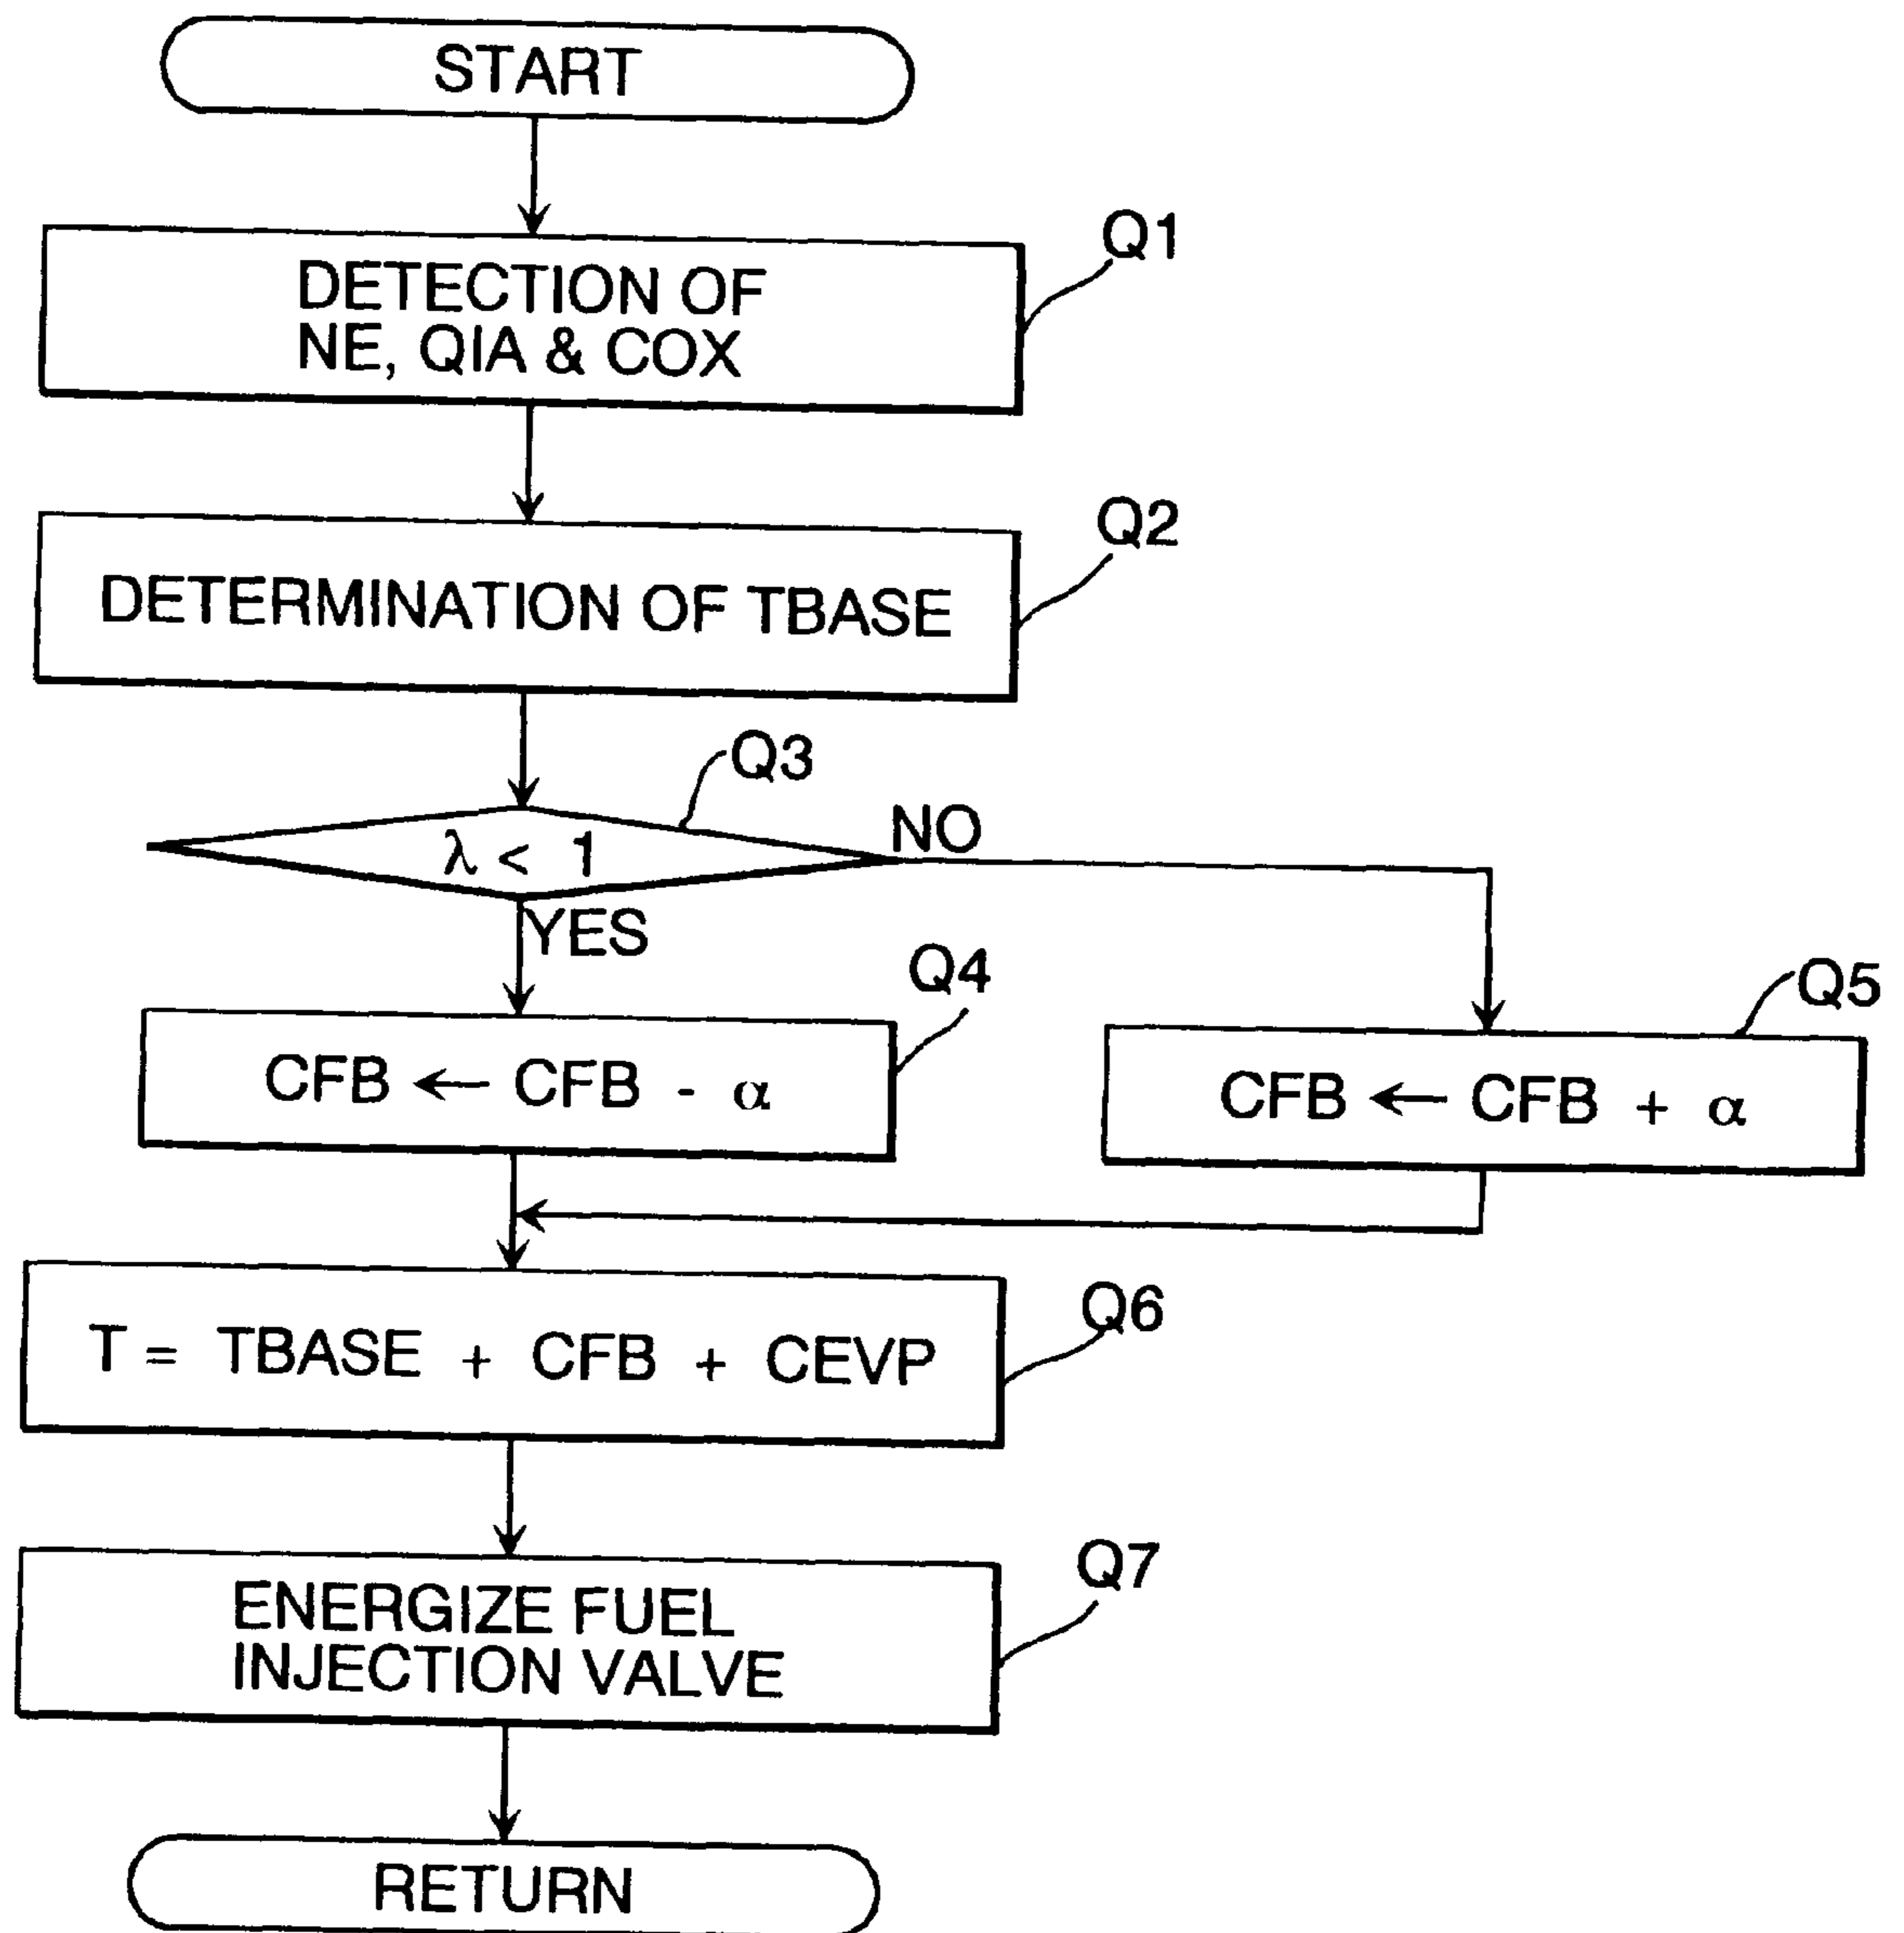 START
Q1
DETECTION OF
NE, QIA & COX
Q2
DETERMINATION OF TBASE
Q3
λ < 1
NO
YES
Q4
CFB ← CFB - α
Q5
CFB ← CFB + α
Q6
T = TBASE + CFB + CEVP
Q7
ENERGIZE FUEL
INJECTION VALVE
RETURN